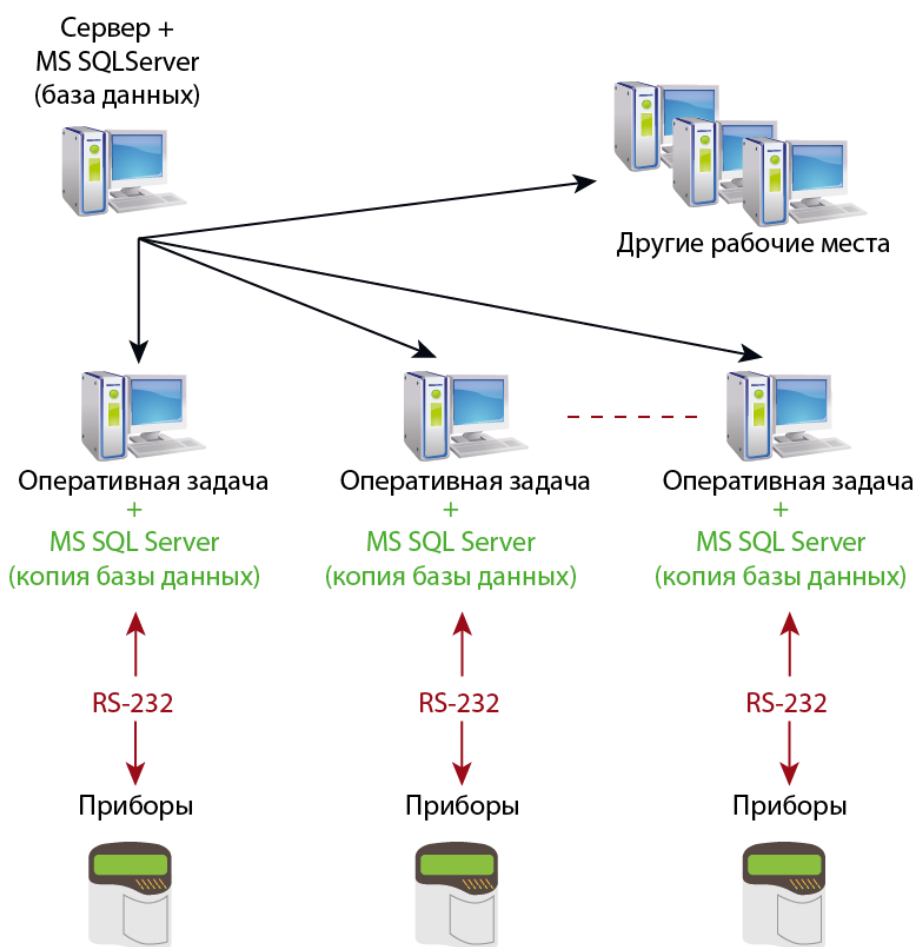 Сервер +
MS SQLServer
(база данных)
Другие рабочие места
Оперативная задача
+
MS SQL Server
(копия базы данных)
Оперативная задача
+
MS SQL Server
(копия базы данных)
Оперативная задача
+
MS SQL Server
(копия базы данных)
RS-232
RS-232
RS-232
Приборы
Приборы
Приборы